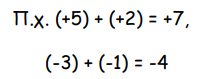 Π.χ. (+5) + (+2) = +7,
(-3) + (-1) = -4